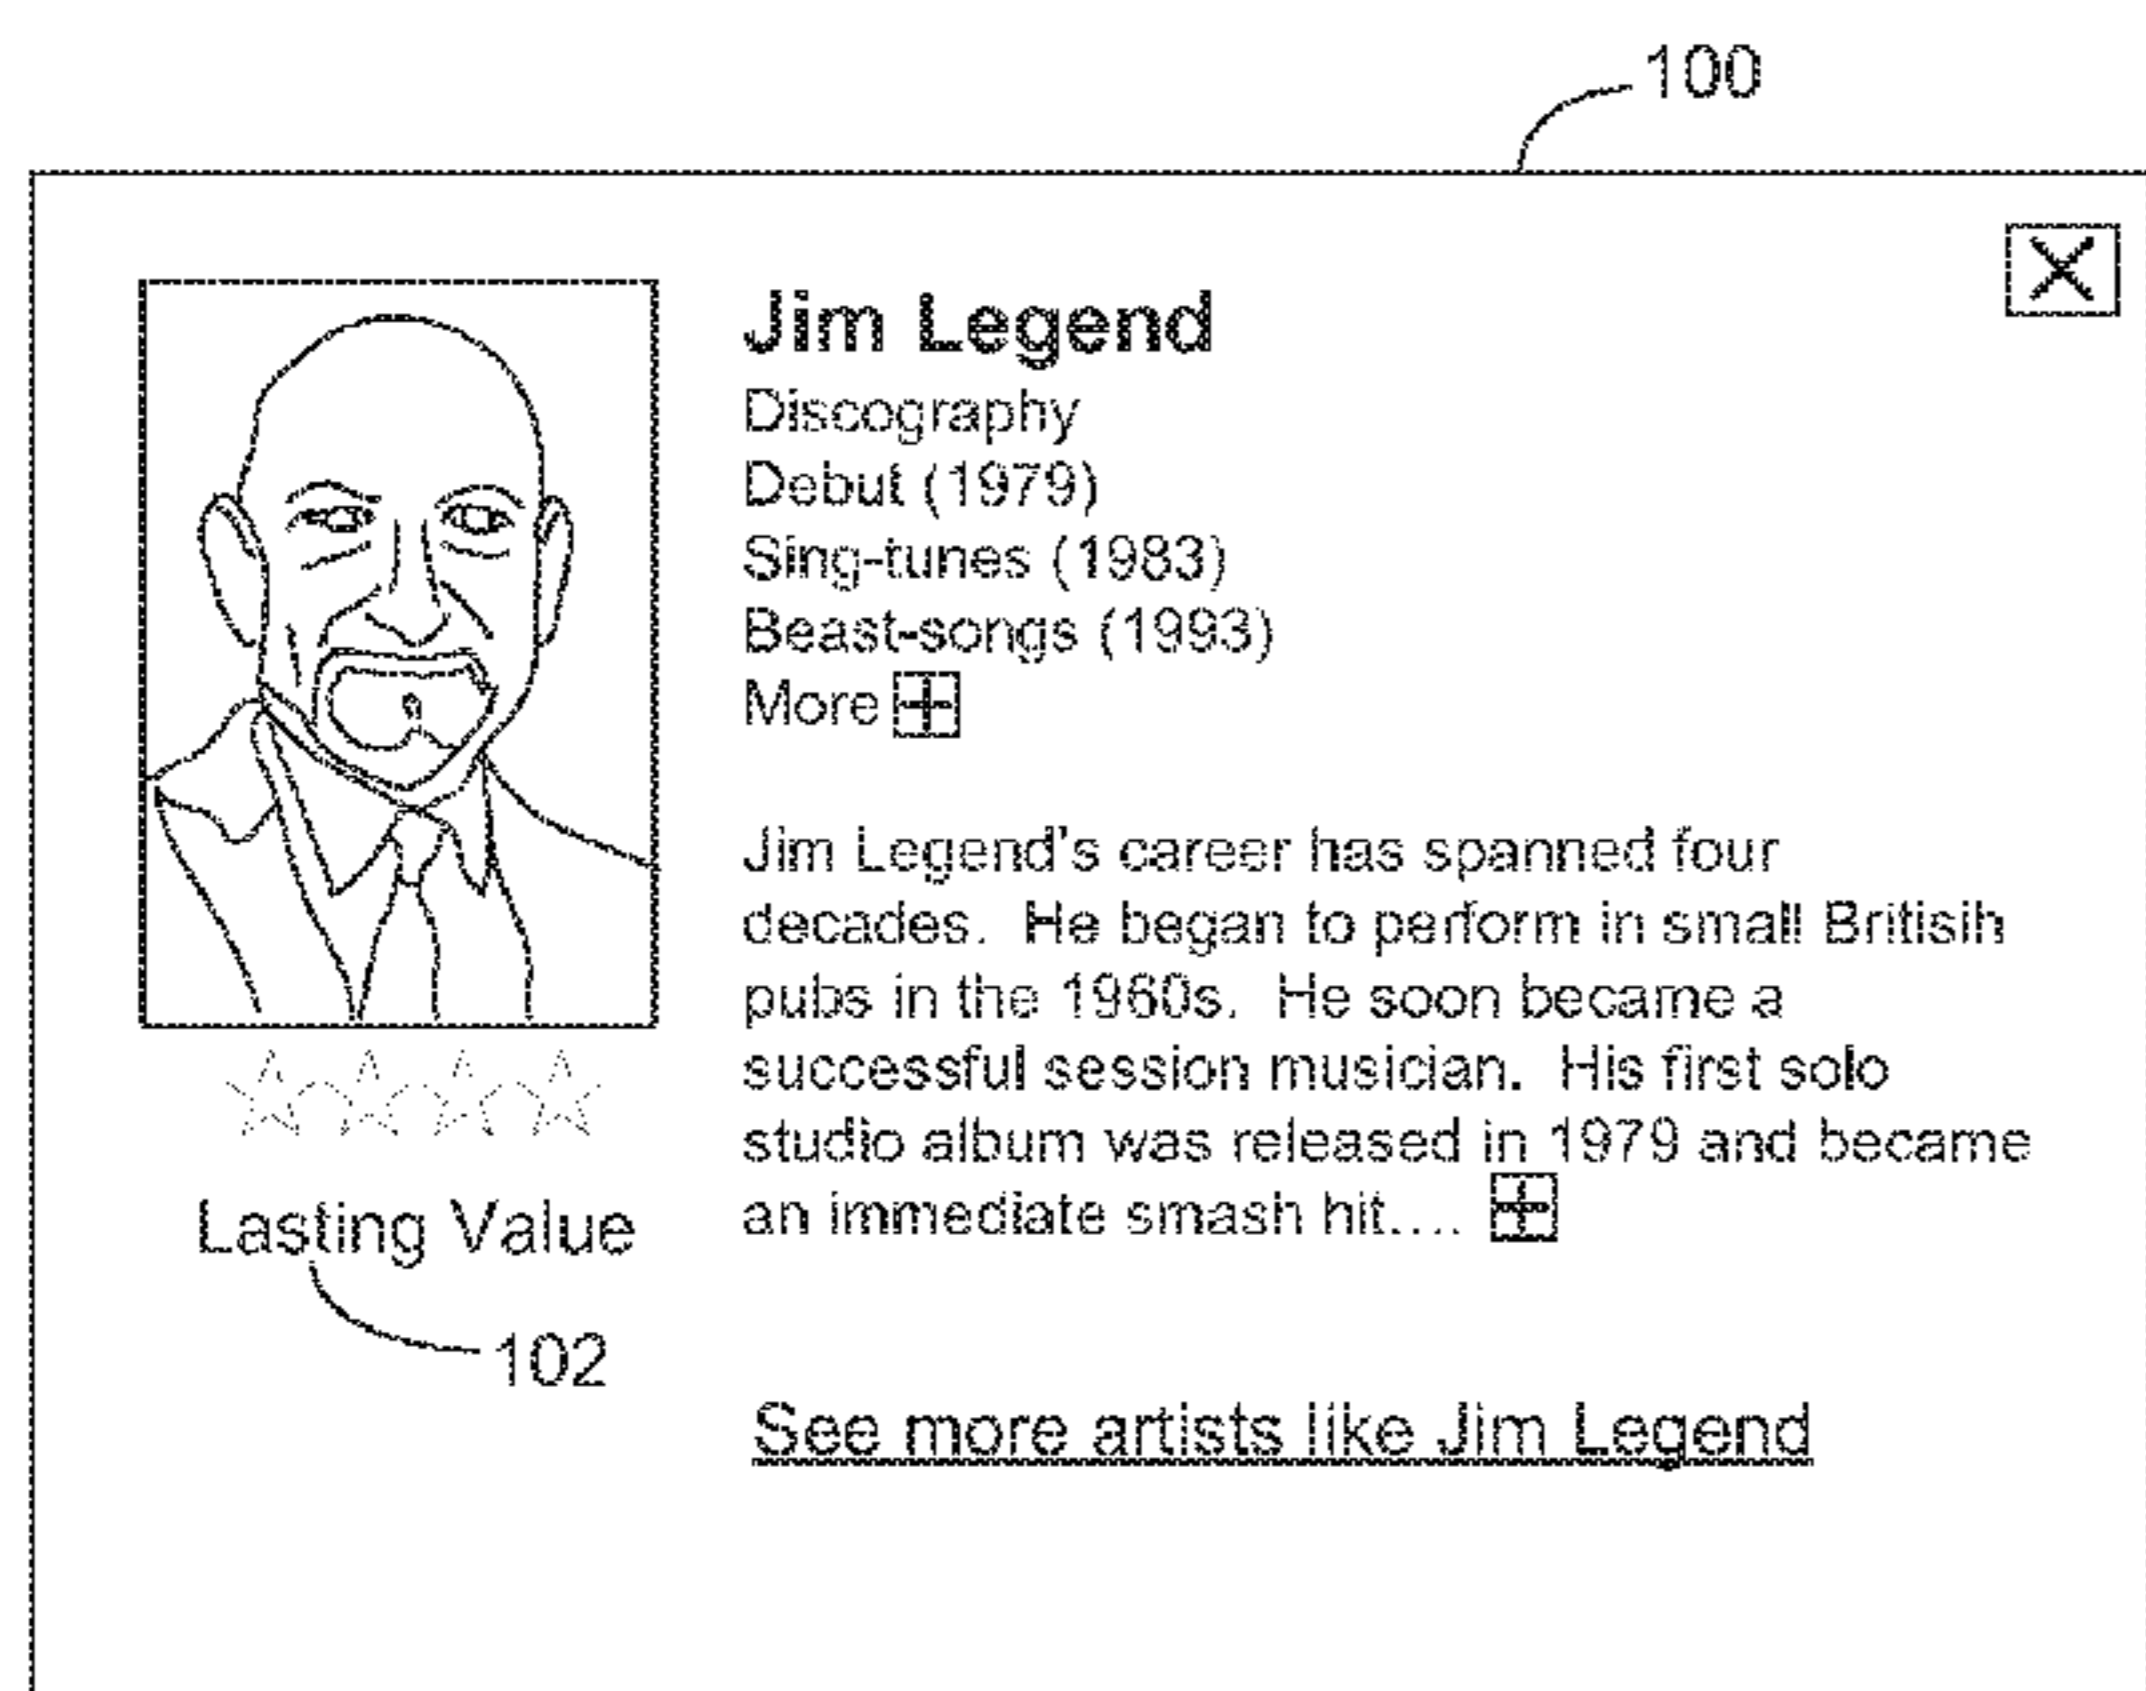 100
Jim Legend
Discography
Debut (1979)
Sing-tunes (1983)
Beast-songs (1993)
More
Jim Legend's career has spanned four
decades. He began to perform in small Britisih
pubs in the 1960s. He soon became a
successful session musician. His first solo
studio album was released in 1979 and became
an immediate smash hit....
Lasting Value
102
See more artists like Jim Legend